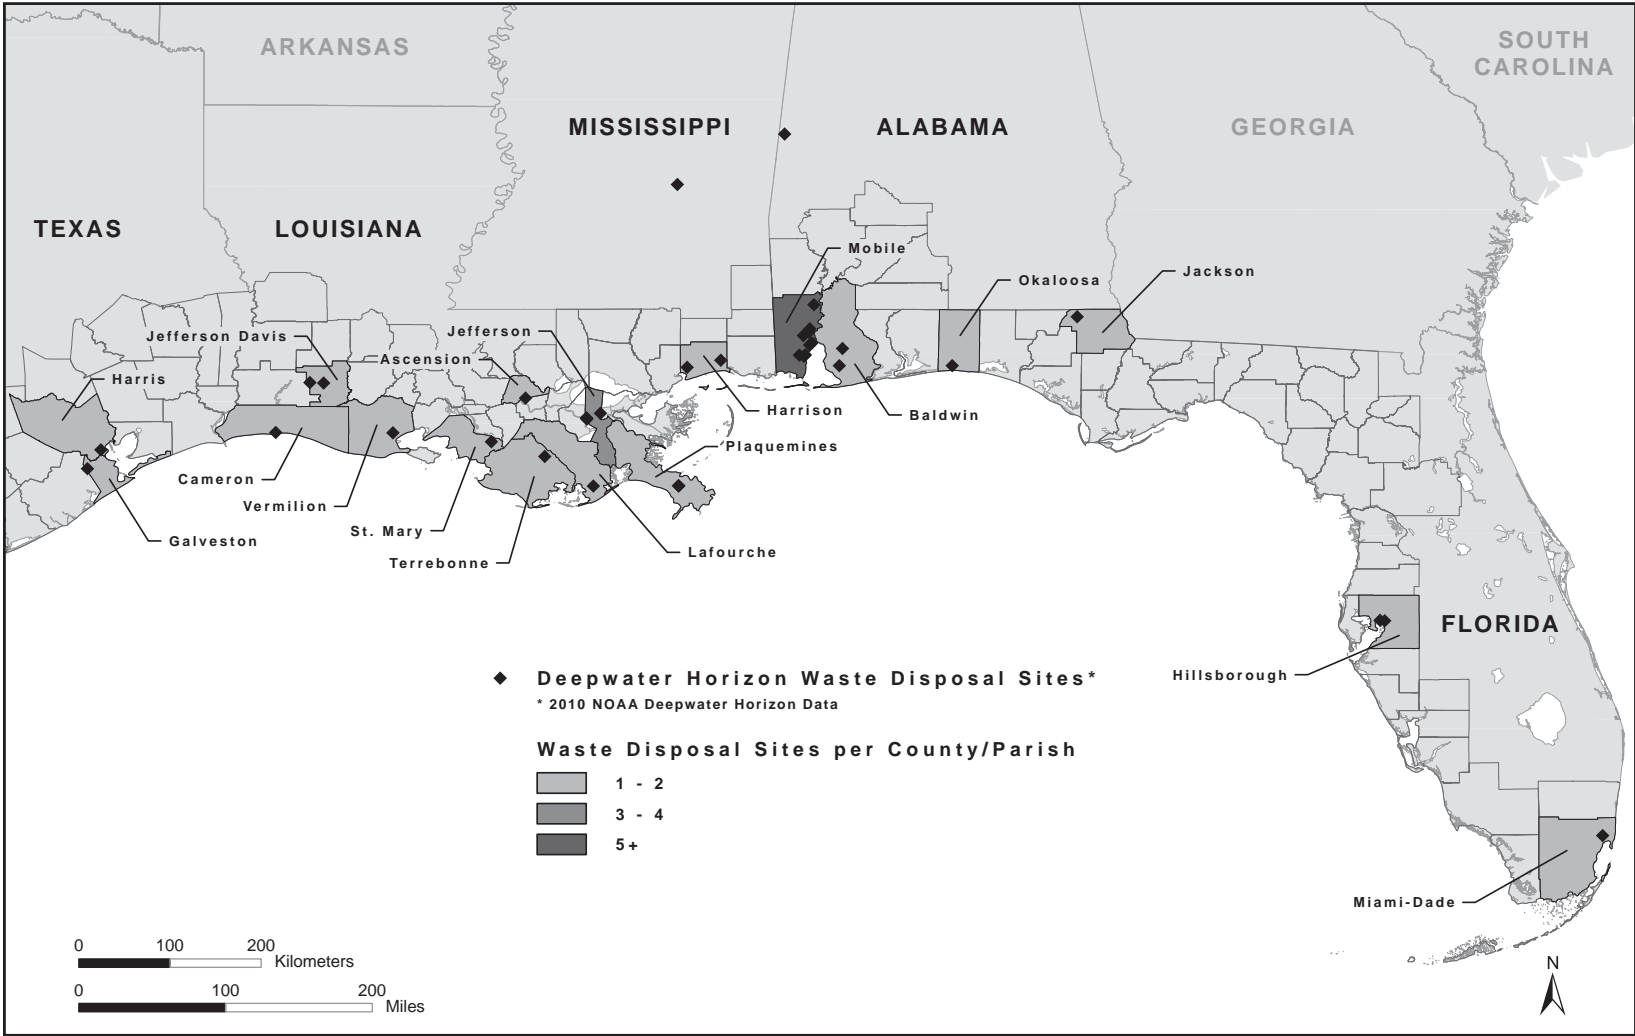 ARKANSAS
SOUTH
CAROLINA
MISSISSIPPI
ALABAMA
GEORGIA
TEXAS
LOUISIANA
Mobile
Okaloosa
Jackson
Jefferson Davis
Jefferson
Ascension
Harris
Harrison
Baldwin
Plaquemines
Cameron
Vermilion
St. Mary
Galveston
Lafourche
Terrebonne
FLORIDA
Hillsborough
Deepwater Horizon Waste Disposal Sites*
* 2010 NOAA Deepwater Horizon Data
Waste Disposal Sites per County/Parish
1 - 2
3 - 4
5+
Miami-Dade
0 100 200
Kilometers
0 100 200
Miles
N